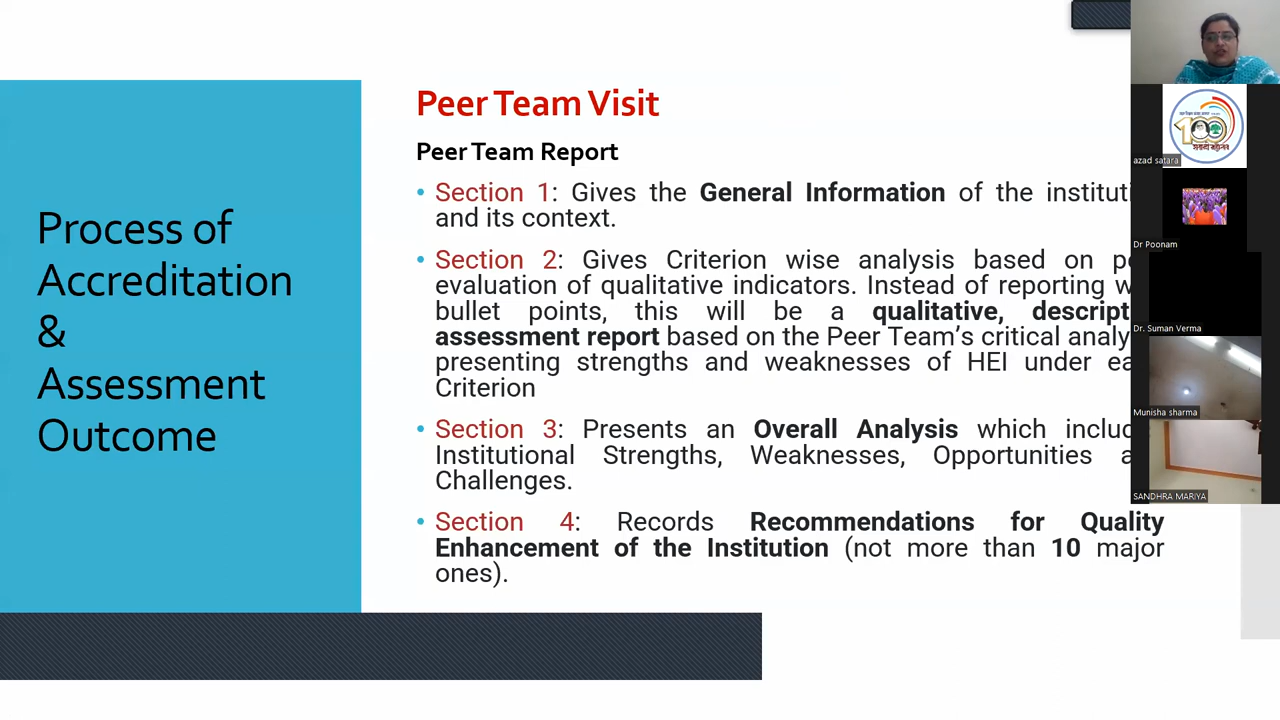 Process of
Accreditation
&
Assessment
Outcome
Peer Team Visit
Peer Team Report
• Section 1: Gives the General Information of the instituti
and its context.
• Section 2: Gives Criterion wise analysis based on p
evaluation of qualitative indicators. Instead of reporting w
bullet points, this will be a qualitative, descript
assessment report based on the Peer Team’s critical analy
presenting strengths and weaknesses of HEI under ea
Criterion
• Section 3: Presents an Overall Analysis which includ
Institutional Strengths, Weaknesses, Opportunities a
Challenges.
• Section 4: Records Recommendations for Quality
Enhancement of the Institution (not more than 10 major
ones).
100
azad satara
Dr Poonam
Dr. Suman Verma
Munisha sharma
SANDHRA MARIYA